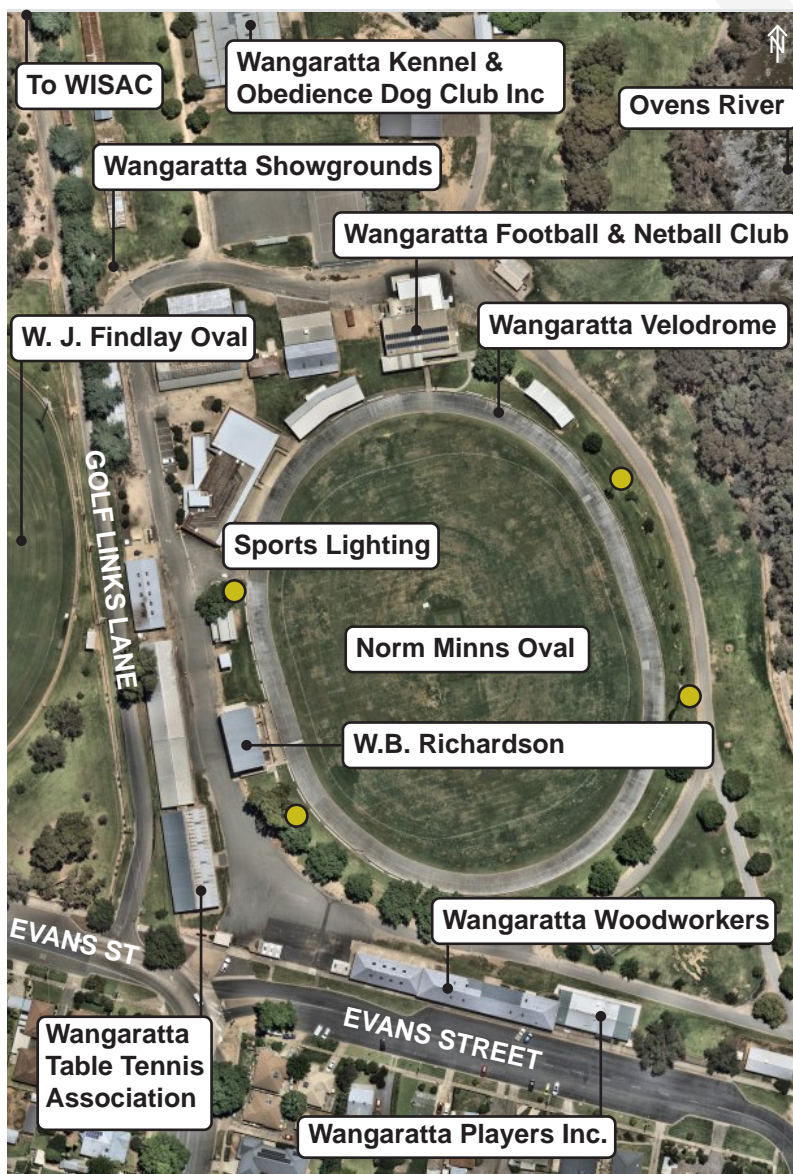 N
To WISAC
Wangaratta Kennel &
Obedience Dog Club Inc
Ovens River
Wangaratta Showgrounds
Wangaratta Football & Netball Club
W. J. Findlay Oval
Wangaratta Velodrome
GOLF LINKS LANE
Sports Lighting
Norm Minns Oval
W.B. Richardson
Wangaratta Woodworkers
EVANS ST
EVANS STREET
Wangaratta
Table Tennis
Association
Wangaratta Players Inc.